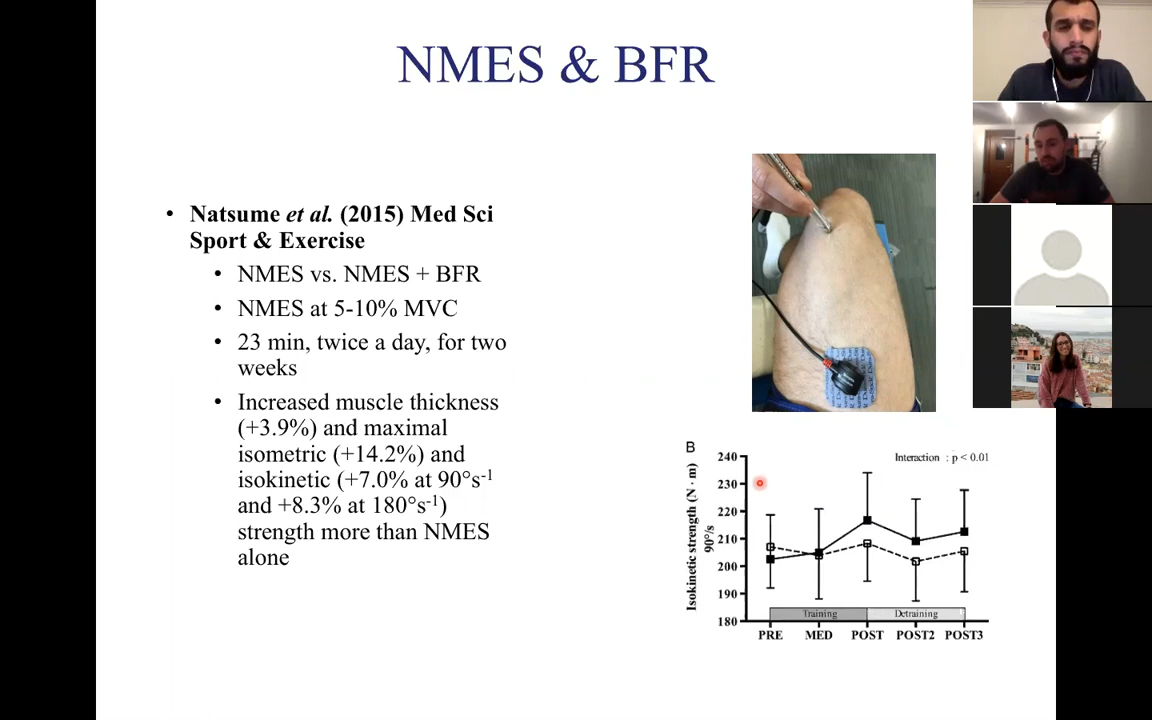 NMES & BFR
• Natsume et al. (2015) Med Sci
Sport & Exercise
• NMES vs. NMES + BFR
• NMES at 5-10% MVC
• 23 min, twice a day, for two
weeks
• Increased muscle thickness
(+3.9%) and maximal
isometric (+14.2%) and
isokinetic (+7.0% at 90°s-1
and +8.3% at 180°s-1)
strength more than NMES
alone
B
Interaction : p < 0.01
Isokinetic strength (N · m)
90°/s
240
230
220
210
200
190
180
Training
Detraining
PRE MED POST POST2 POST3